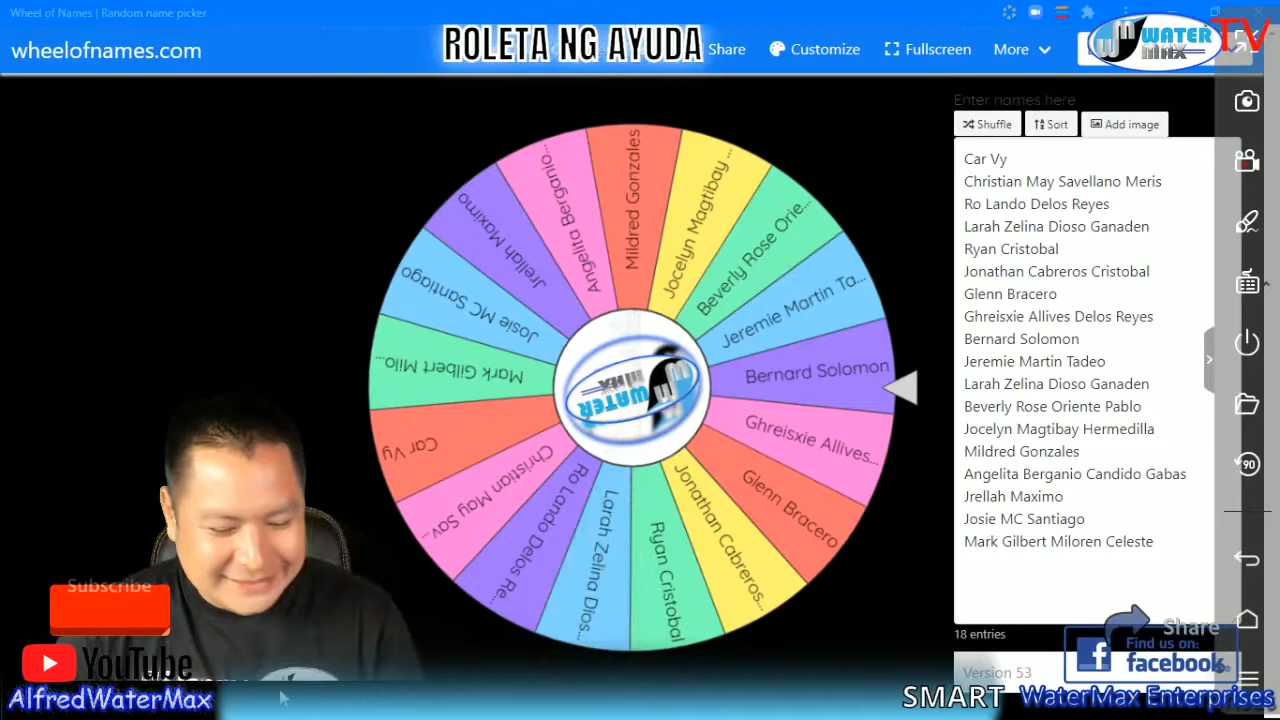 Wheel of Names | Random name picker
wheelofnames.com
ROLETA NG AYUDA
Share
Customize
Fullscreen
More
WATER
MAX
TV
Enter names here
Shuffle
Sort
Add image
Car Vy
Christian May Savellano Meris
Ro Lando Delos Reyes
Larah Zelina Dioso Ganaden
Ryan Cristobal
Jonathan Cabreros Cristobal
Glenn Bracero
Ghreisxie Allives Delos Reyes
Bernard Solomon
Jeremie Martin Tadeo
Larah Zelina Dioso Ganaden
Beverly Rose Oriente Pablo
Jocelyn Magtibay Hermedilla
Mildred Gonzales
Angelita Berganio Candido Gabas
Jrellah Maximo
Josie MC Santiago
Mark Gilbert Miloren Celeste
18 entries
Version 53
Mildred Gonzales
Jocelyn Magtibay ...
Beverly Rose Orie...
Jeremie Martin Ta...
Bernard Solomon
Ghreisxie Allives...
Glenn Bracero
Jonathan Cabreros...
Ryan Cristobal
Larah Zelina Dios...
Ro Lando Delos Re...
Christian May Sav...
Car Vy
Mark Gilbert Milo...
Josie MC Santiago
Jrellah Maximo
Angelita Berganio...
WATER
MAX
90
Subscribe
YouTube
AlfredWaterMax
Share
Find us on:
facebook
SMART WaterMax Enterprises